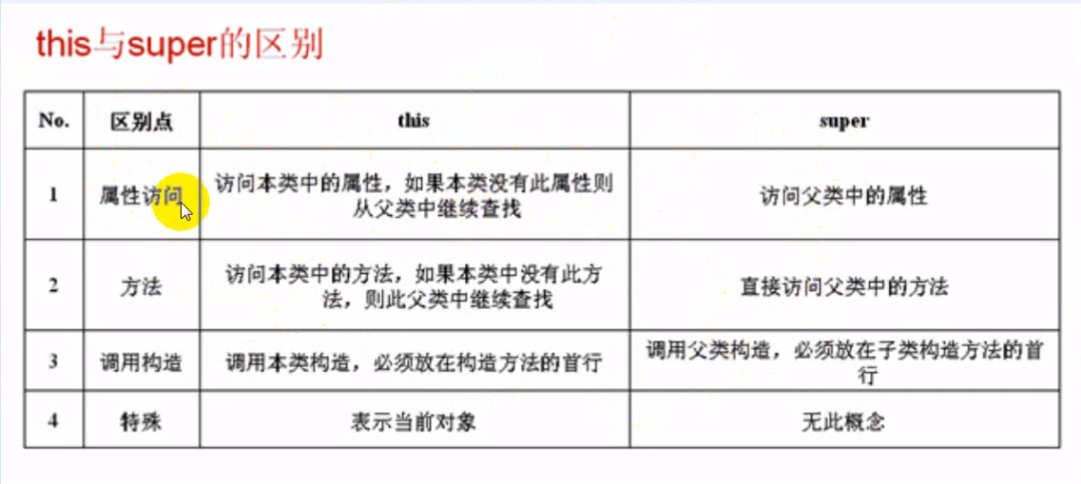 this与super的区别
No. 区别点 this super
1 属性访问 访问本类中的属性，如果本类没有此属性则
从父类中继续查找 访问父类中的属性
2 方法 访问本类中的方法，如果本类中没有此方
法，则此父类中继续查找 直接访问父类中的方法
3 调用构造 调用本类构造，必须放在构造方法的首行 调用父类构造，必须放在子类构造方法的首
行
4 特殊 表示当前对象 无此概念